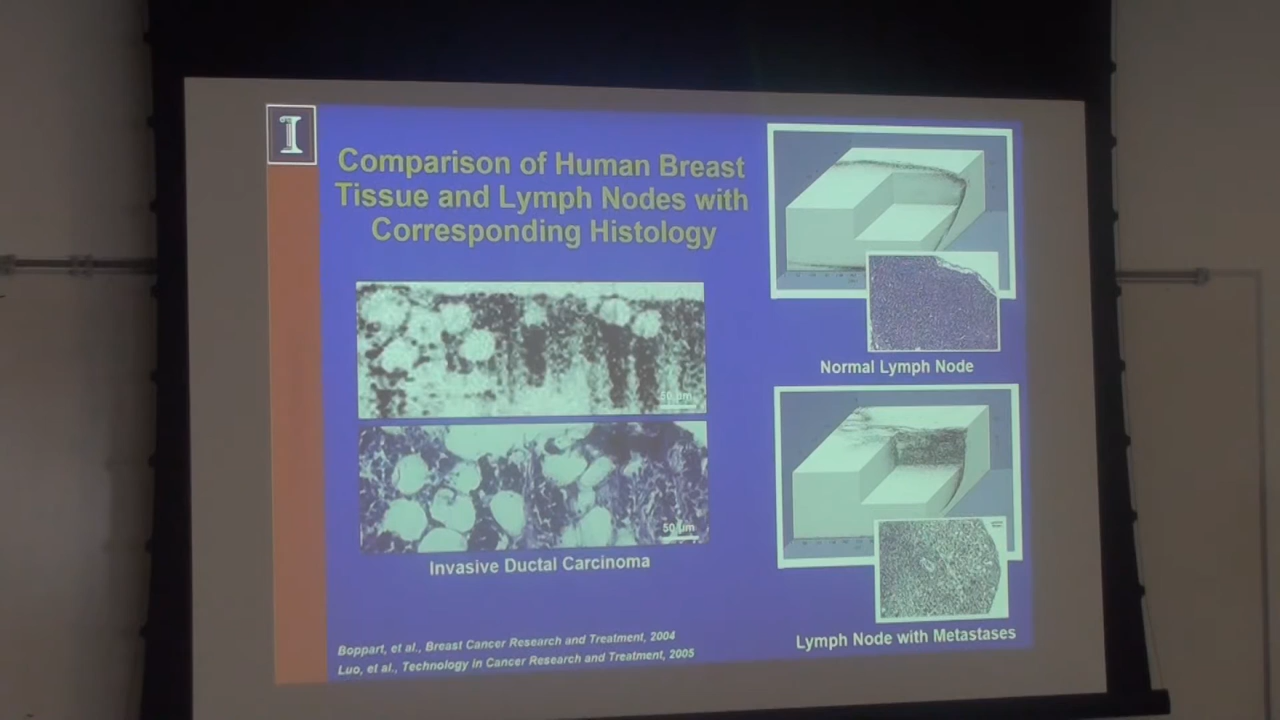 I
Comparison of Human Breast
Tissue and Lymph Nodes with
Corresponding Histology
50 µm
50 µm
Invasive Ductal Carcinoma
Normal Lymph Node
Lymph Node with Metastases
Boppart, et al., Breast Cancer Research and Treatment, 2004
Luo, et al., Technology in Cancer Research and Treatment, 2005